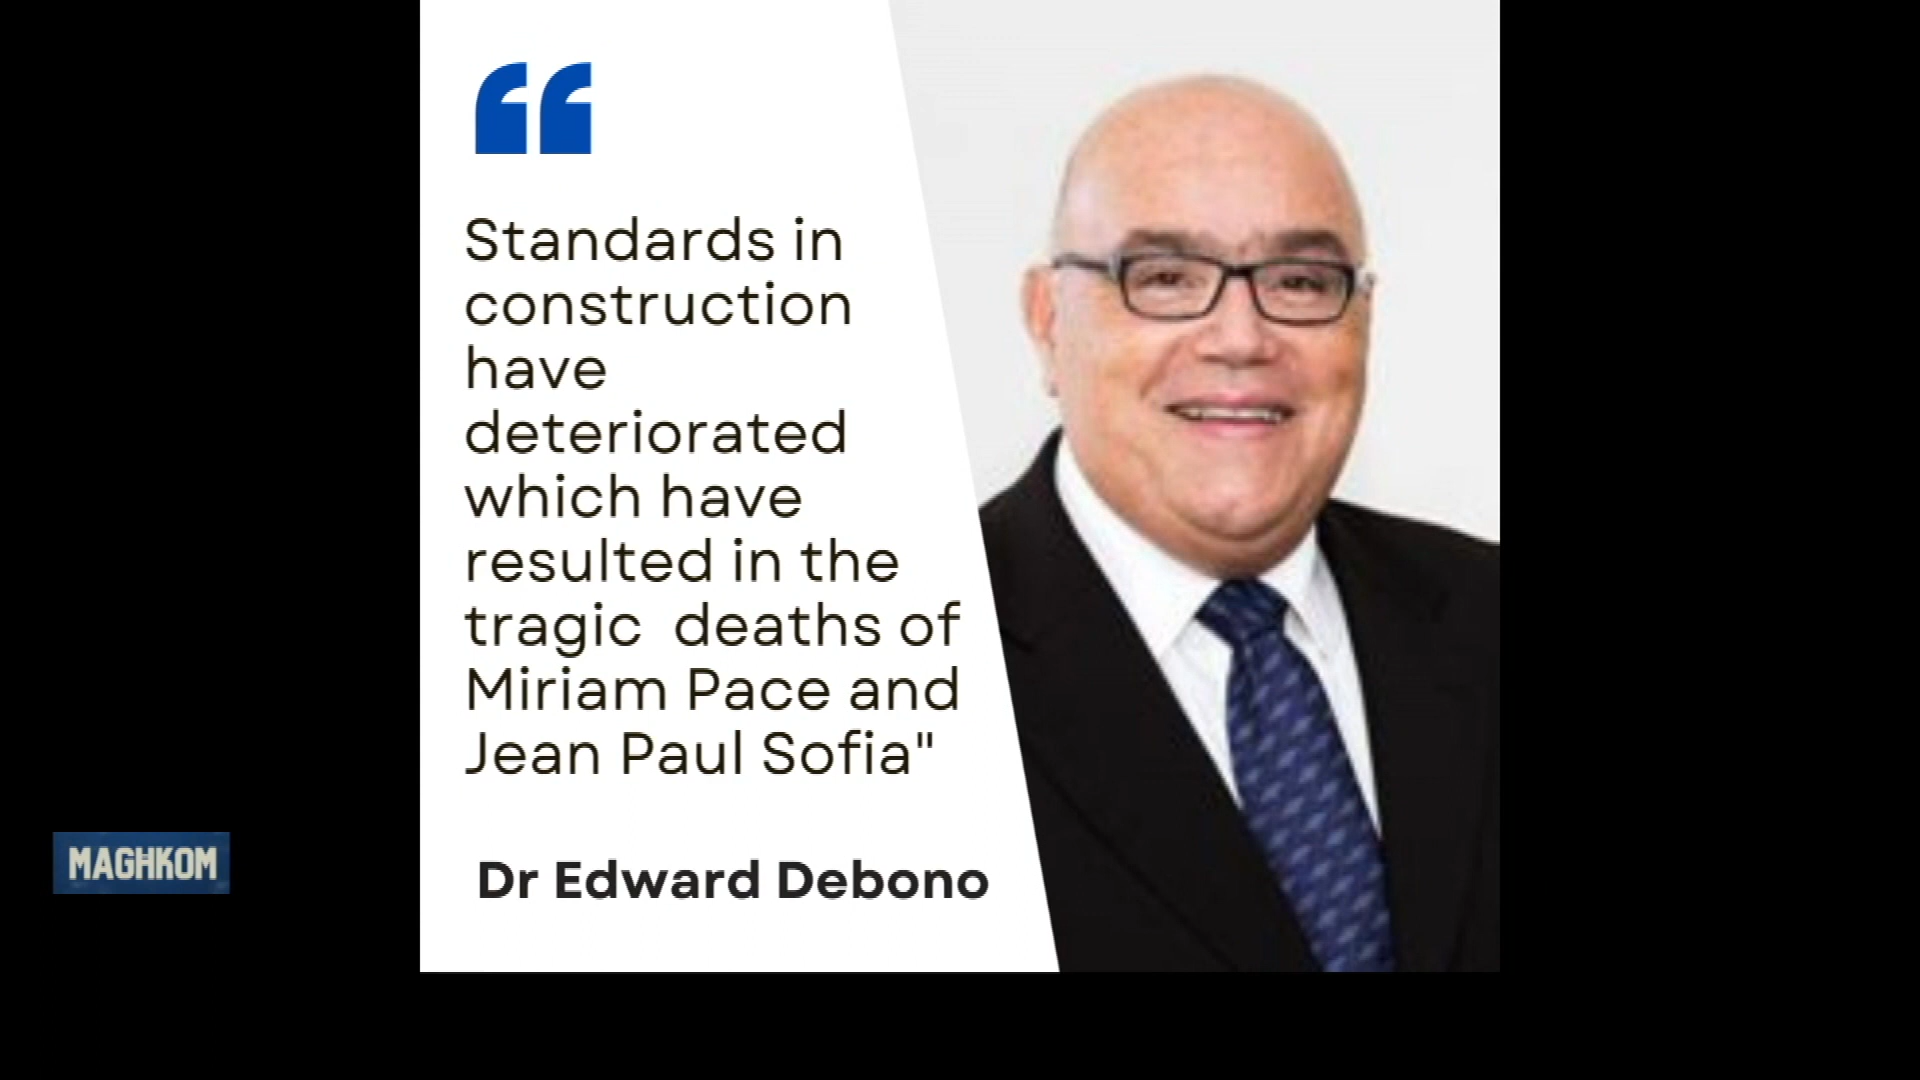 “
Standards in
construction
have
deteriorated
which have
resulted in the
tragic  deaths of
Miriam Pace and
Jean Paul Sofia"
Dr Edward Debono
MAGĦKOM